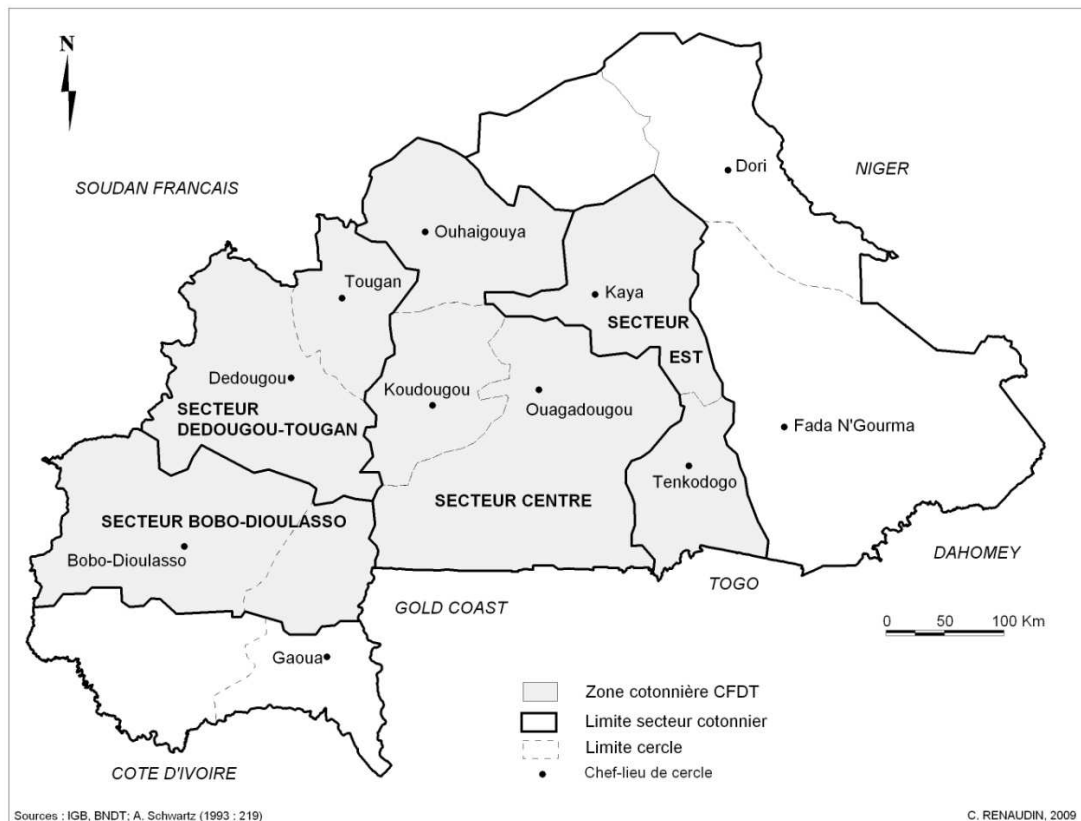 N
SOUDAN FRANCAIS
NIGER
Dori
Ouhaigouya
Tougan
Kaya
SECTEUR
EST
Dedougou
Koudougou
Ouagadougou
SECTEUR
DEDOUGOU-TOUGAN
Fada N'Gourma
Tenkodogo
SECTEUR CENTRE
SECTEUR BOBO-DIOULASSO
Bobo-Dioulasso
DAHOMEY
TOGO
GOLD COAST
0 50 100 Km
Gaoua
COTE D'IVOIRE
Zone cotonnière CFDT
Limite secteur cotonnier
Limite cercle
Chef-lieu de cercle
Sources : IGB, BNDT; A. Schwartz (1993 : 219)
C. RENAUDIN, 2009